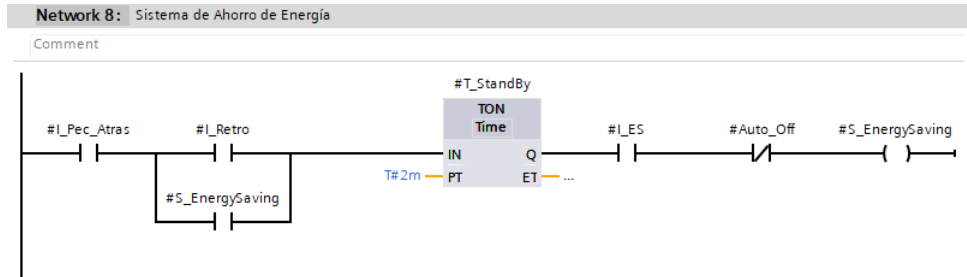 Network 8: Sistema de Ahorro de Energía
Comment
#T_StandBy
TON
Time
#I_Pec_Atras #I_Retro #I_ES #Auto_Off #S_EnergySaving
IN Q
T#2m PT ET ...
#S_EnergySaving